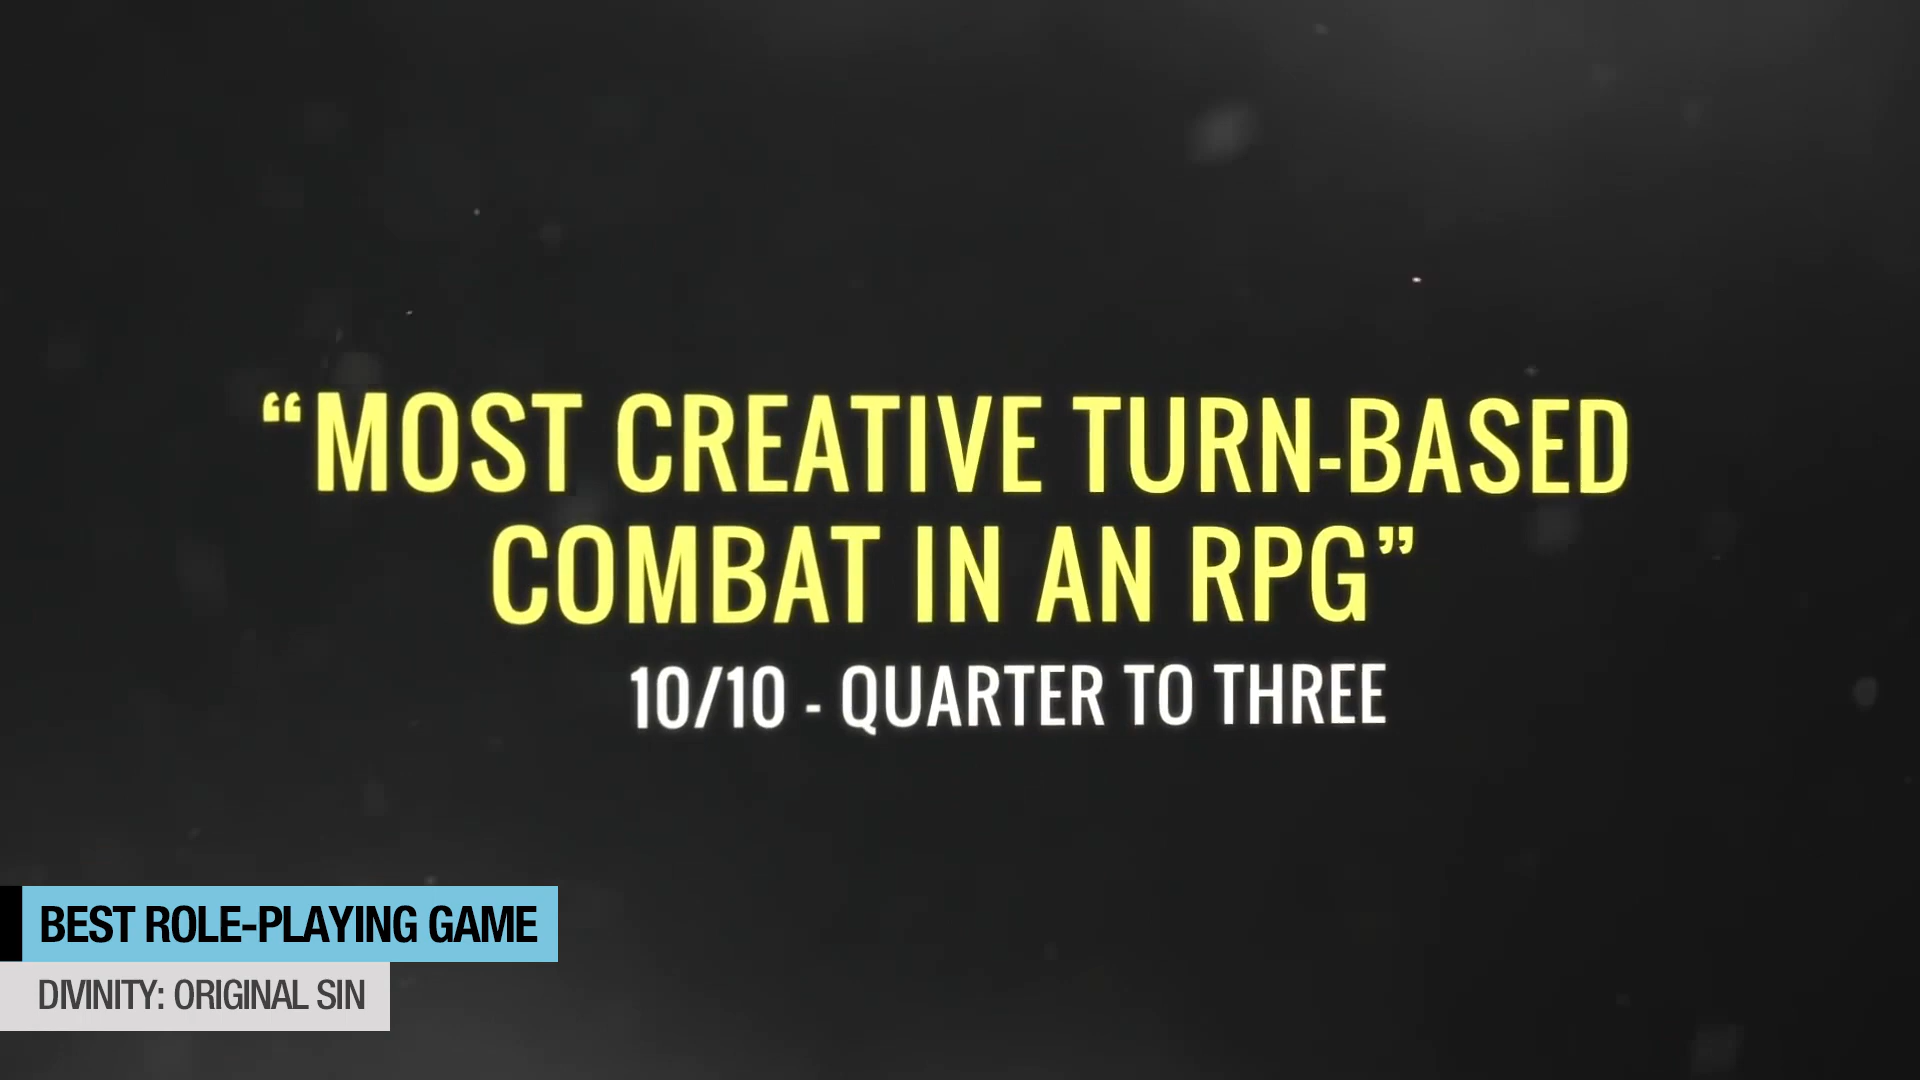 “MOST CREATIVE TURN-BASED
COMBAT IN AN RPG”
10/10 - QUARTER TO THREE
BEST ROLE-PLAYING GAME
DIVINITY: ORIGINAL SIN